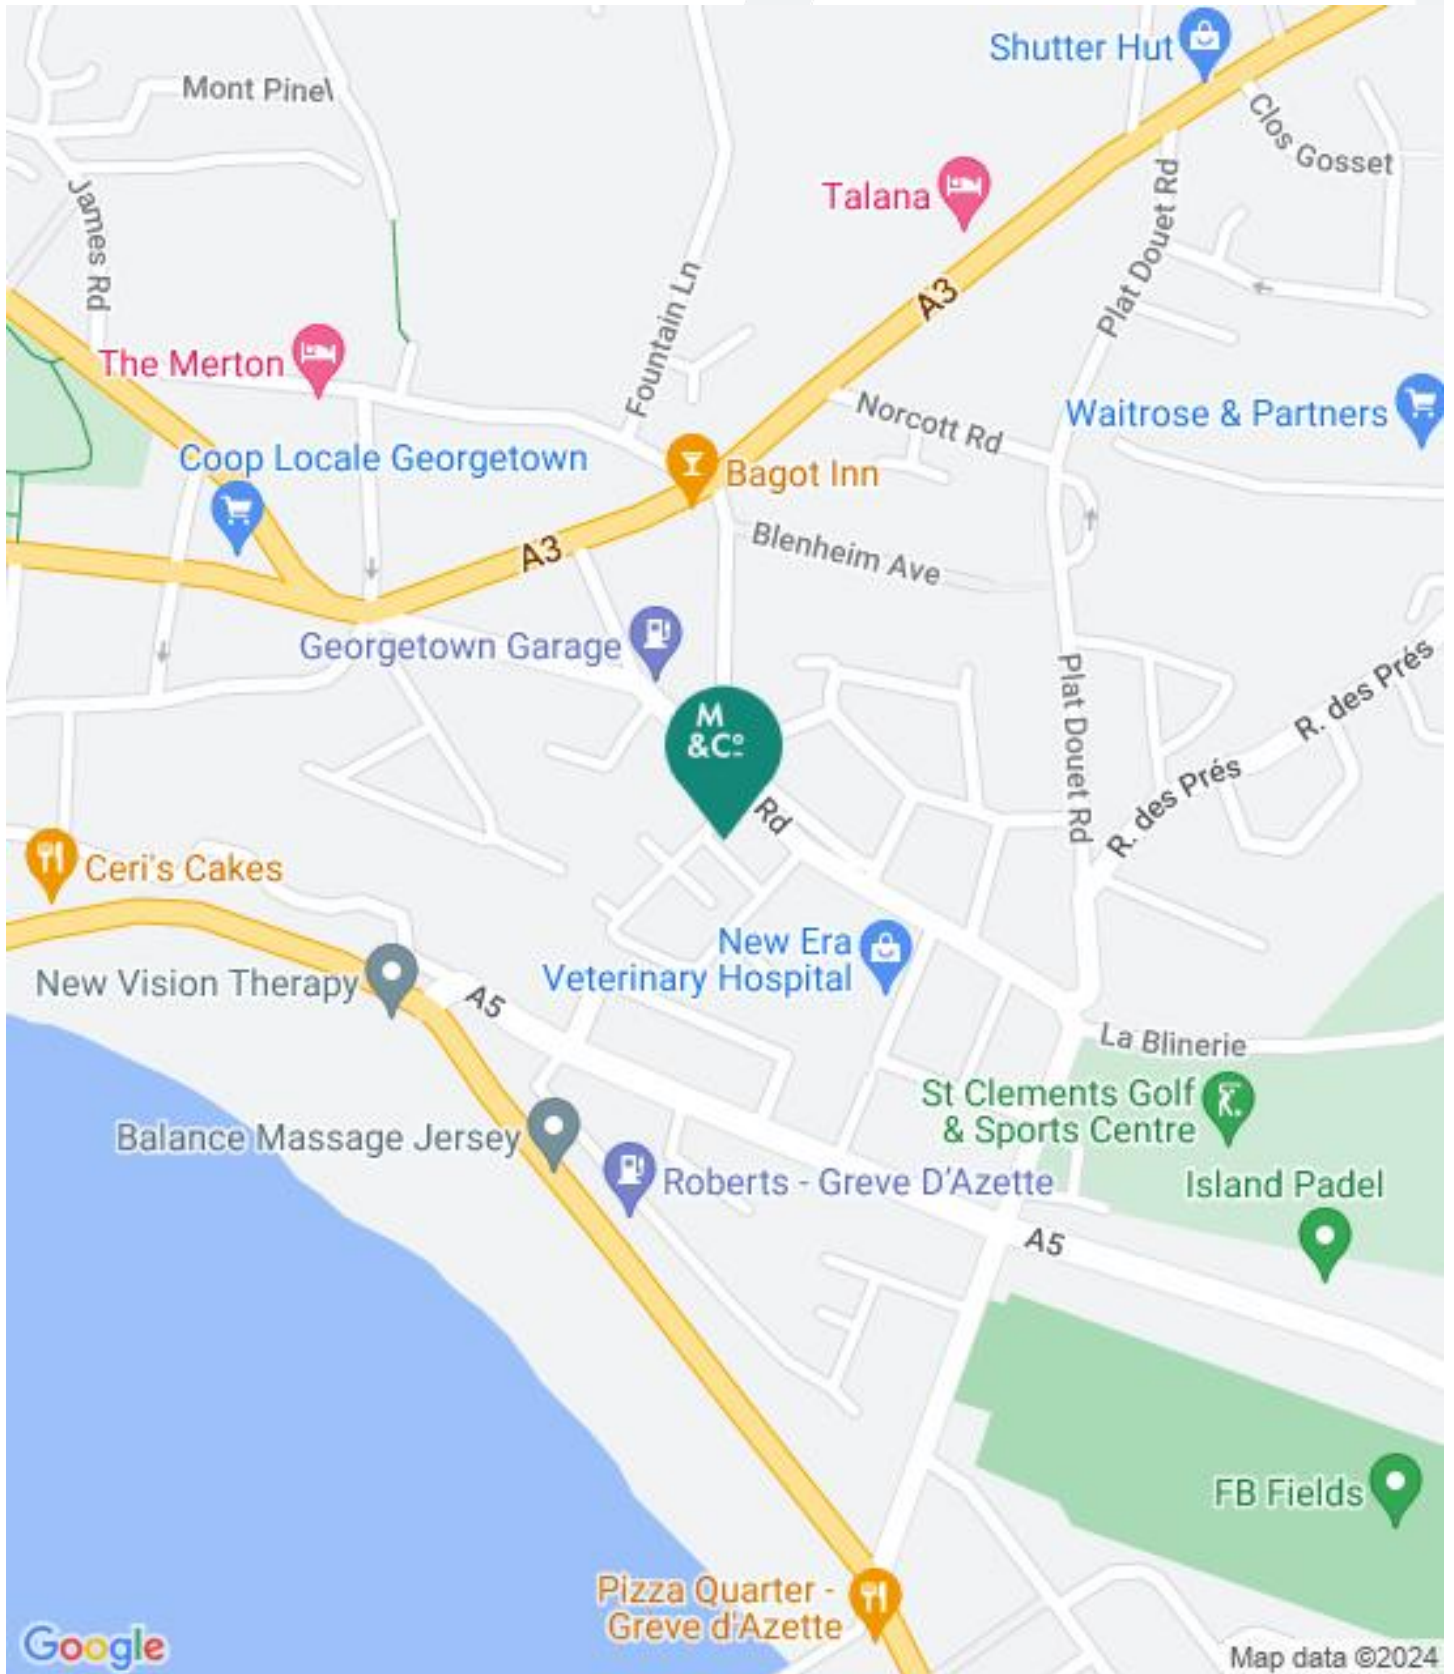 Shutter Hut
Mont Pinel
Clos Gosset
James Rd
Talana
Plat Douet Rd
Fountain Ln
A3
The Merton
Norcott Rd
Waitrose & Partners
Coop Locale Georgetown
Bagot Inn
A3
Blenheim Ave
Georgetown Garage
Plat Douet Rd
R. des Prés
M
&Co
Rd
R. des Prés
Ceri's Cakes
New Era
Veterinary Hospital
New Vision Therapy
A5
La Blinerie
St Clements Golf
& Sports Centre
Balance Massage Jersey
Roberts - Greve D'Azette
Island Padel
A5
FB Fields
Pizza Quarter -
Greve d'Azette
Google
Map data ©2024